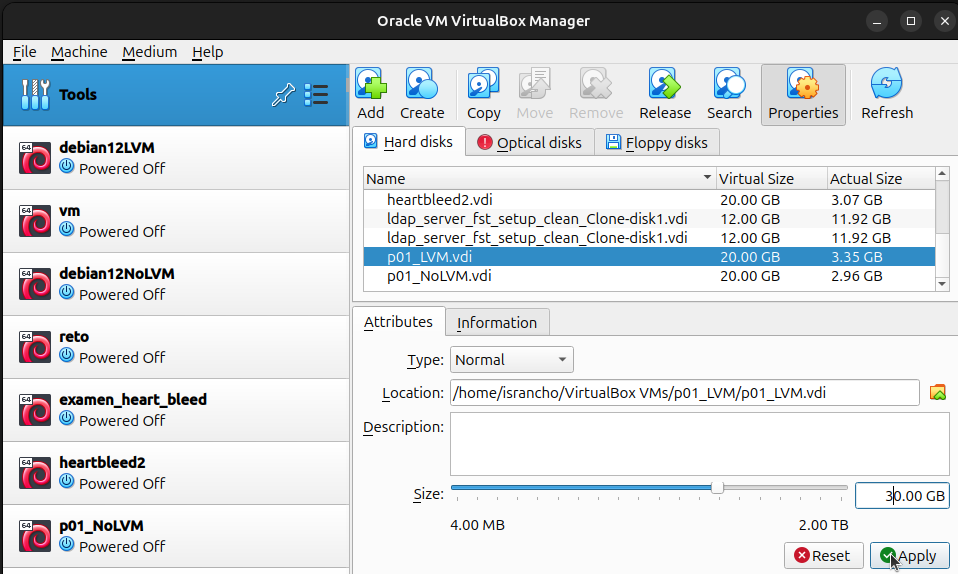 Oracle VM VirtualBox Manager
File Machine Medium Help
Tools
64 debian12LVM
Powered Off
64 vm
Powered Off
64 debian12NoLVM
Powered Off
64 reto
Powered Off
64 examen_heart_bleed
Powered Off
64 heartbleed2
Powered Off
64 p01_NoLVM
Powered Off
Add Create Copy Move Remove Release Search Properties Refresh
Hard disks Optical disks Floppy disks
Name Virtual Size Actual Size
heartbleed2.vdi 20.00 GB 3.07 GB
ldap_server_fst_setup_clean_Clone-disk1.vdi 12.00 GB 11.92 GB
ldap_server_fst_setup_clean_Clone-disk1.vdi 12.00 GB 11.92 GB
p01_LVM.vdi 20.00 GB 3.35 GB
p01_NoLVM.vdi 20.00 GB 2.96 GB
Attributes Information
Type: Normal
Location: /home/israncho/VirtualBox VMs/p01_LVM/p01_LVM.vdi
Description:
Size: 30.00 GB
4.00 MB 2.00 TB
Reset Apply